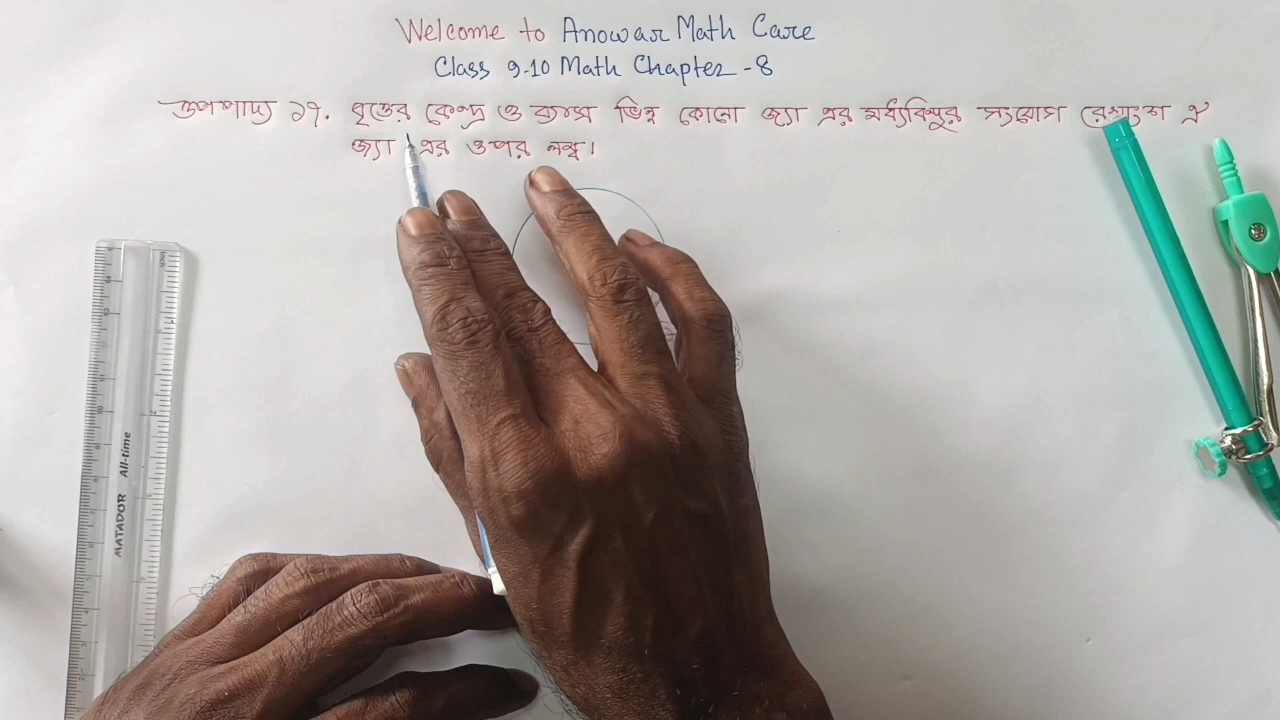 Welcome to Anowar Math Care
Class 9-10 Math Chapter-8
উপপাদ্য ১৭. বৃত্তের কেন্দ্র ও ব্যাস ভিন্ন কোনো জ্যা এর মধ্যবিন্দুর সংযোগ রেখাংশ ঐ
জ্যা এর ওপর লম্ব।
MATADOR All-time
inch